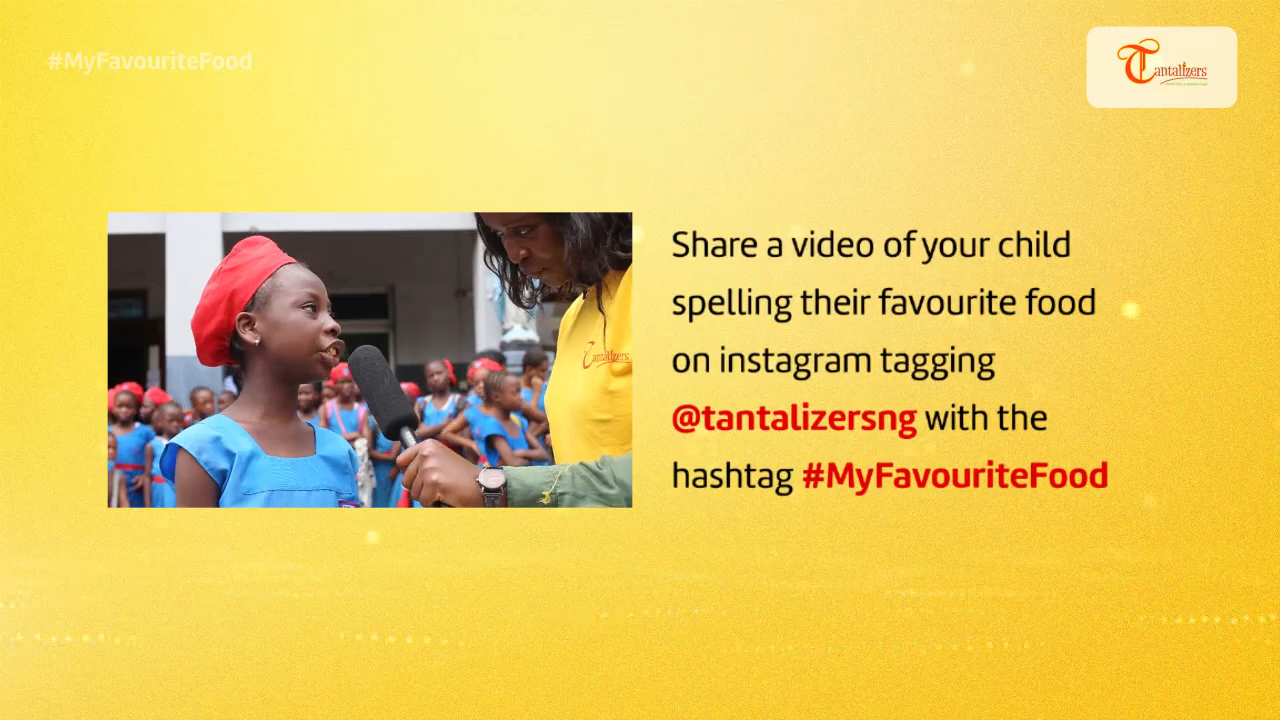 #MyFavouriteFood
Tantalizers
Share a video of your child
spelling their favourite food
on instagram tagging
@tantalizersng with the
hashtag #MyFavouriteFood
Tantalizers